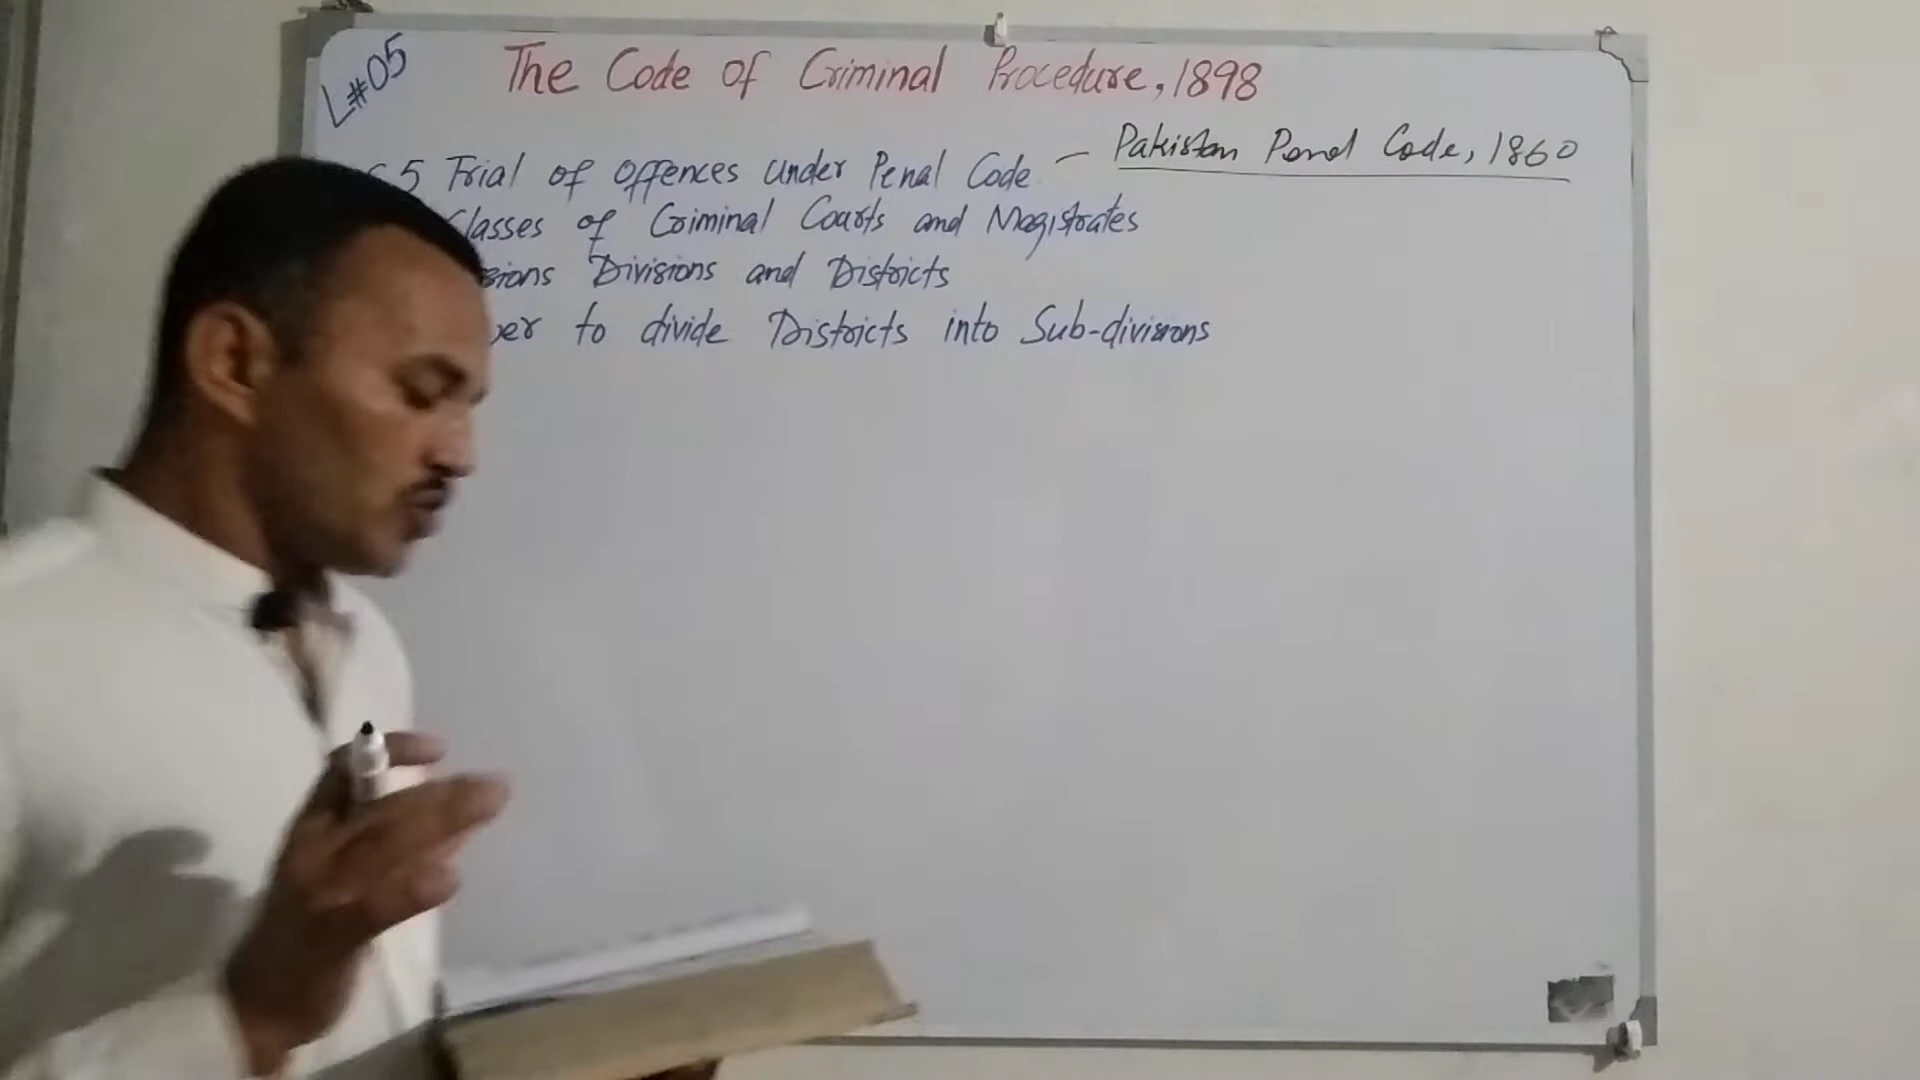 L#05
The Code of Criminal Procedure, 1898
S.5 Trial of Offences Under Penal Code — Pakistan Penal Code, 1860
Classes of Criminal Courts and Magistrates
Divisions and Districts
to divide Districts into Sub-divisions